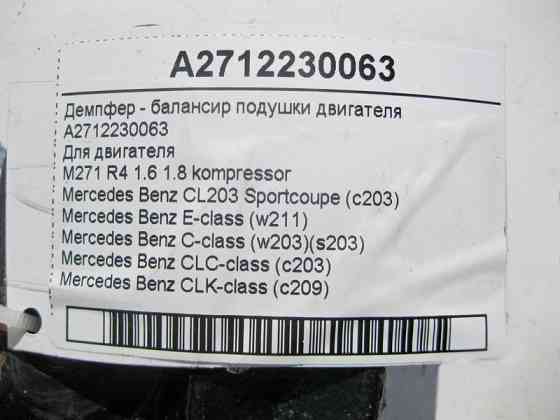 A2712230063
Демпфер - балансир подушки двигателя
A2712230063
Для двигателя
M271 R4 1.6 1.8 kompressor
Mercedes Benz CL203 Sportcoupe (c203)
Mercedes Benz E-class (w211)
Mercedes Benz C-class (w203)(s203)
Mercedes Benz CLC-class (c203)
Mercedes Benz CLK-class (c209)